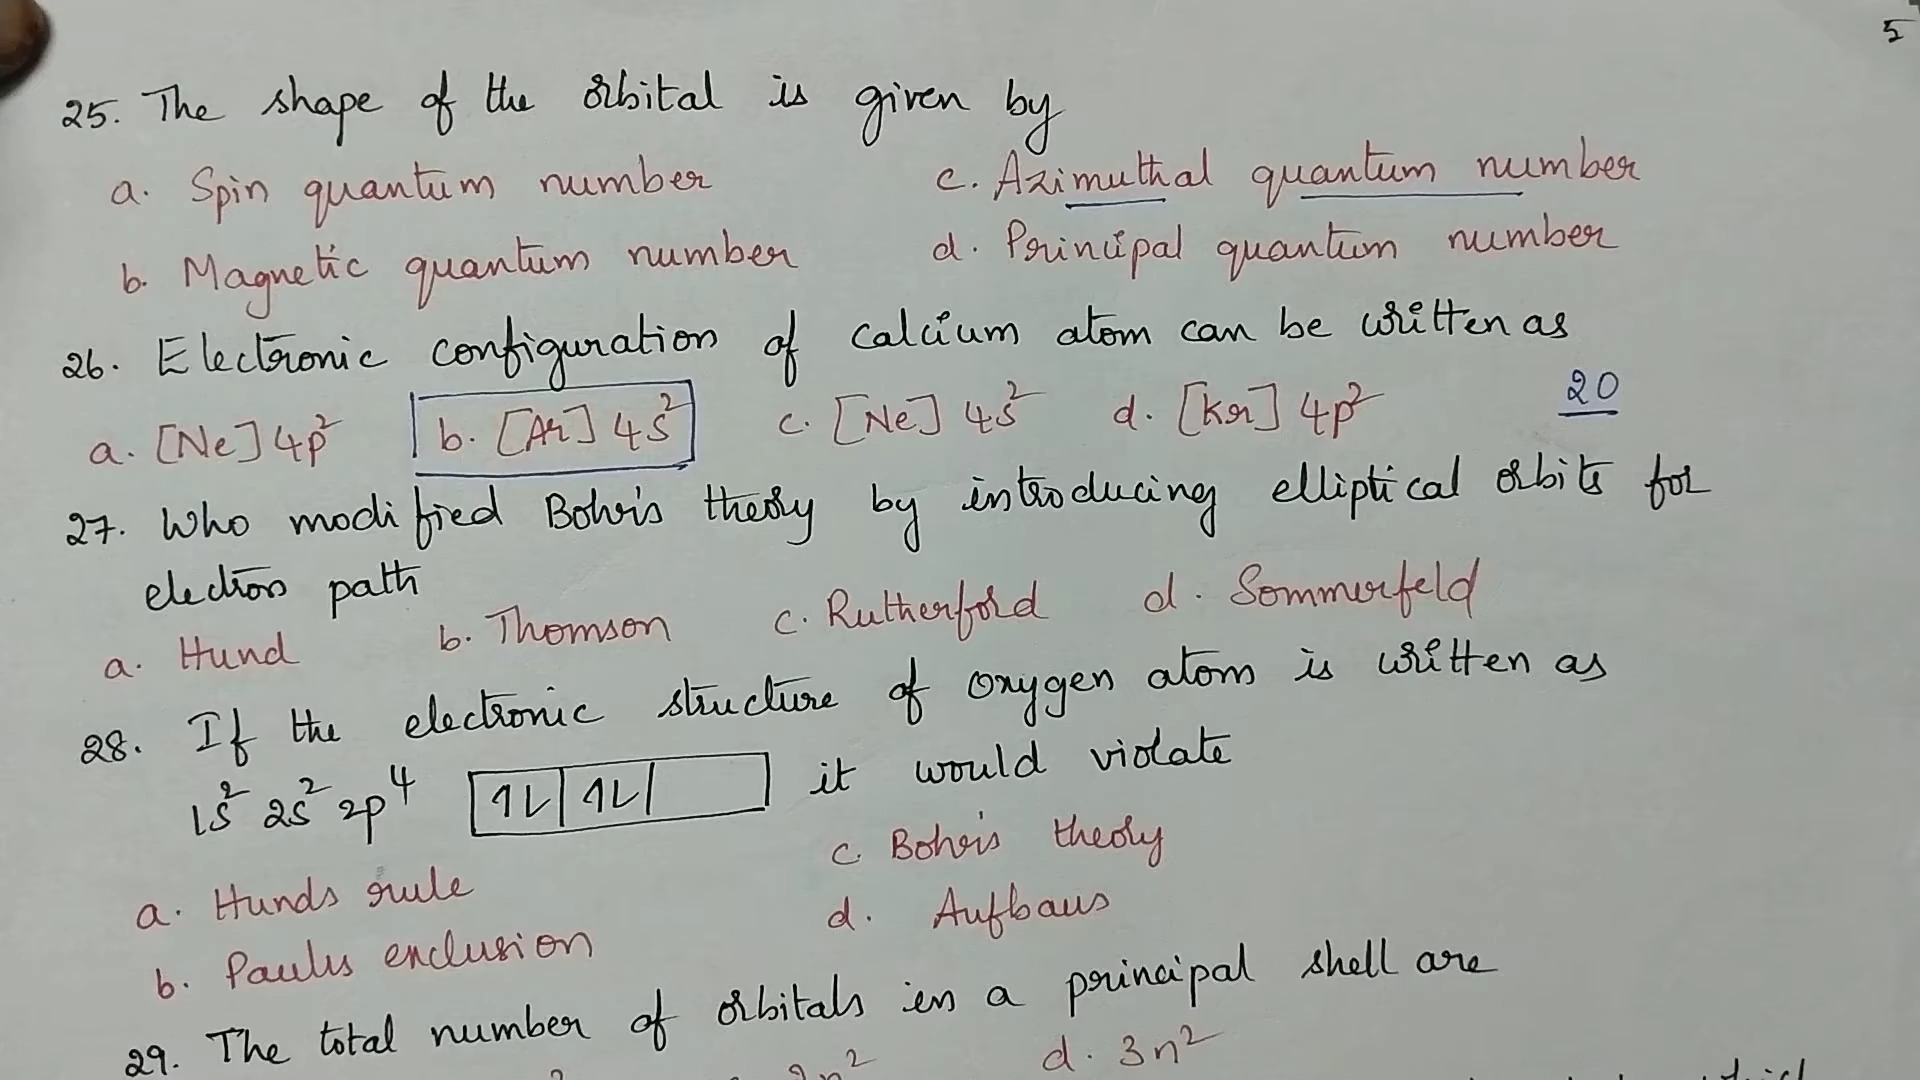 5
25. The shape of the orbital is given by
a. Spin quantum number c. Azimuthal quantum number
b. Magnetic quantum number d. Principal quantum number
26. Electronic configuration of calcium atom can be written as
20
a. [Ne] 4p² b. [Ar] 4s² c. [Ne] 4s² d. [Kr] 4p²
27. Who modified Bohr's theory by introducing elliptical orbits for
electron path
a. Hund b. Thomson c. Rutherford d. Sommerfeld
28. If the electronic structure of oxygen atom is written as
1s² 2s² 2p⁴ 1L 1L it would violate
a. Hunds rule c. Bohr's theory
b. Paulis exclusion d. Aufbaus
29. The total number of orbitals in a principal shell are
d. 3n²